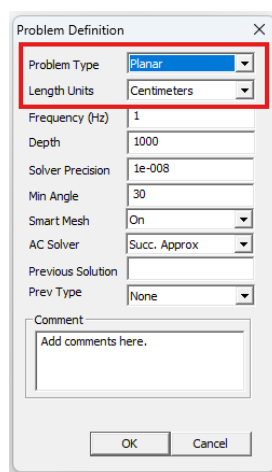 Problem Definition
Problem Type Planar
Length Units Centimeters
Frequency (Hz) 1
Depth 1000
Solver Precision 1e-008
Min Angle 30
Smart Mesh On
AC Solver Succ. Approx
Previous Solution
Prev Type None
Comment
Add comments here.
OK Cancel